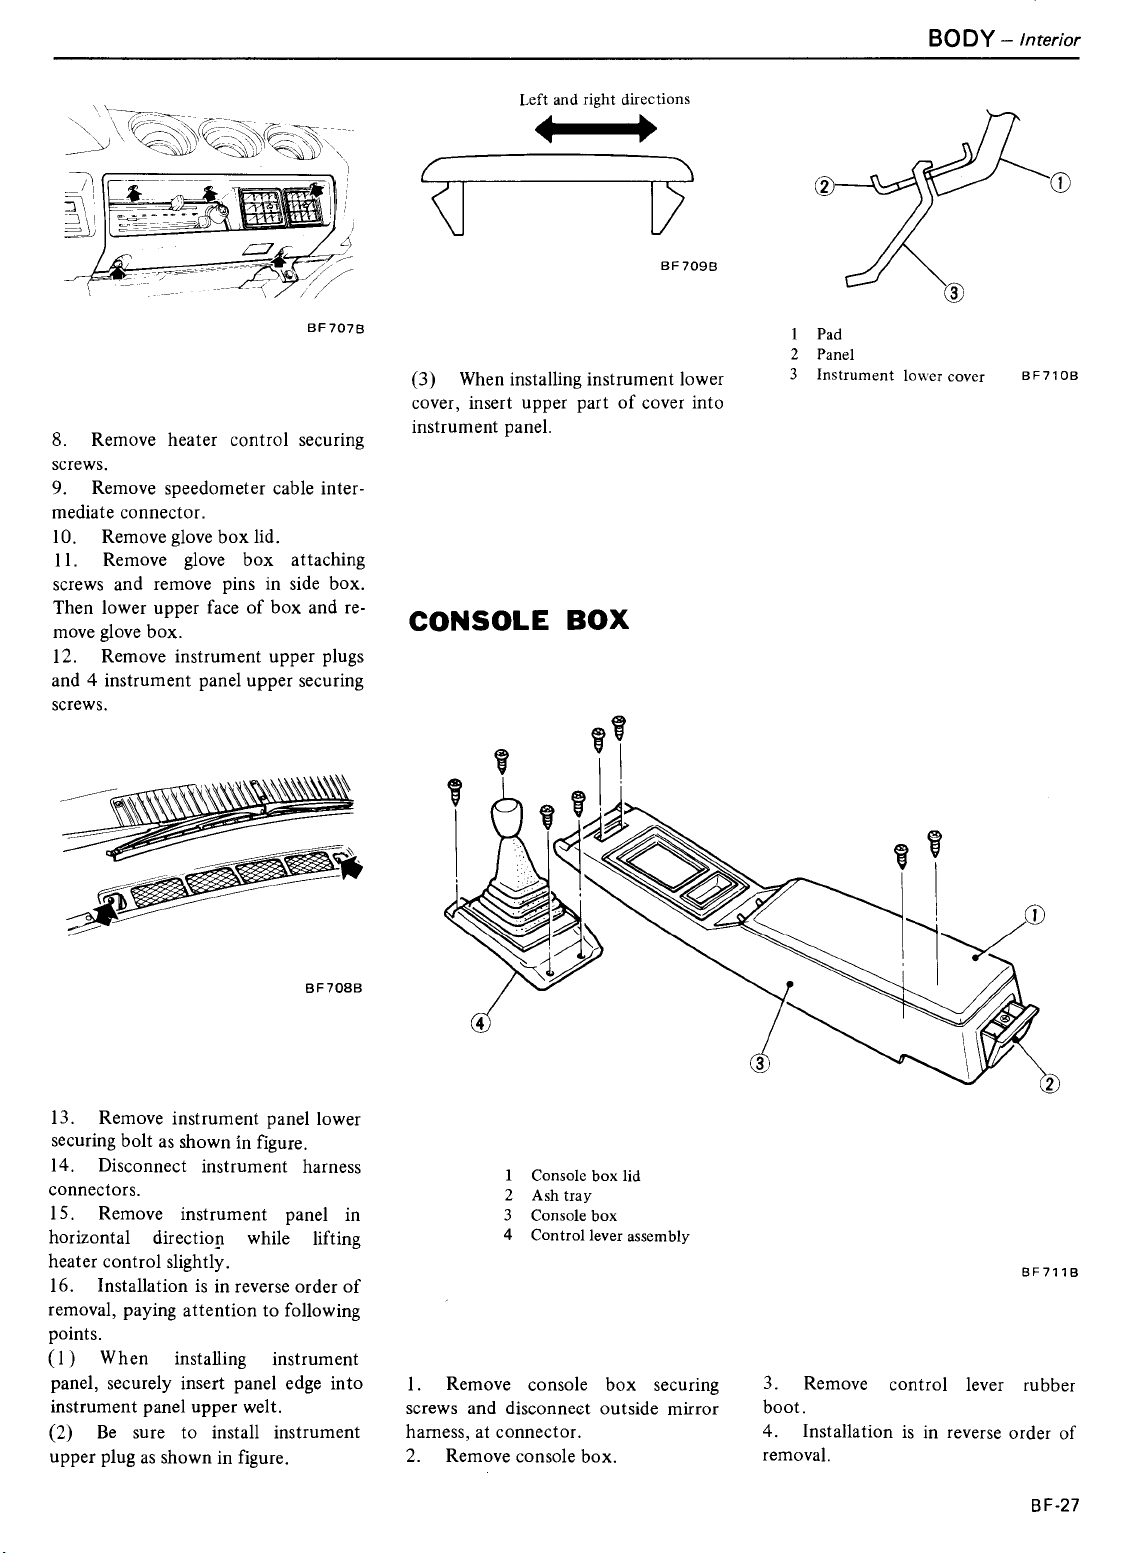 BODY – Interior
BF707B
8. Remove heater control securing
screws.
9. Remove speedometer cable inter-
mediate connector.
10. Remove glove box lid.
11. Remove glove box attaching
screws and remove pins in side box.
Then lower upper face of box and re-
move glove box.
12. Remove instrument upper plugs
and 4 instrument panel upper securing
screws.
BF708B
13. Remove instrument panel lower
securing bolt as shown in figure.
14. Disconnect instrument harness
connectors.
15. Remove instrument panel in
horizontal direction while lifting
heater control slightly.
16. Installation is in reverse order of
removal, paying attention to following
points.
(1) When installing instrument
panel, securely insert panel edge into
instrument panel upper welt.
(2) Be sure to install instrument
upper plug as shown in figure.
Left and right directions
BF709B
(3) When installing instrument lower
cover, insert upper part of cover into
instrument panel.
2
1
3
1 Pad
2 Panel
3 Instrument lower cover BF710B
CONSOLE BOX
1
4
3
2
1 Console box lid
2 Ash tray
3 Console box
4 Control lever assembly
BF711B
1. Remove console box securing
screws and disconnect outside mirror
harness, at connector.
2. Remove console box.
3. Remove control lever rubber
boot.
4. Installation is in reverse order of
removal.
BF-27